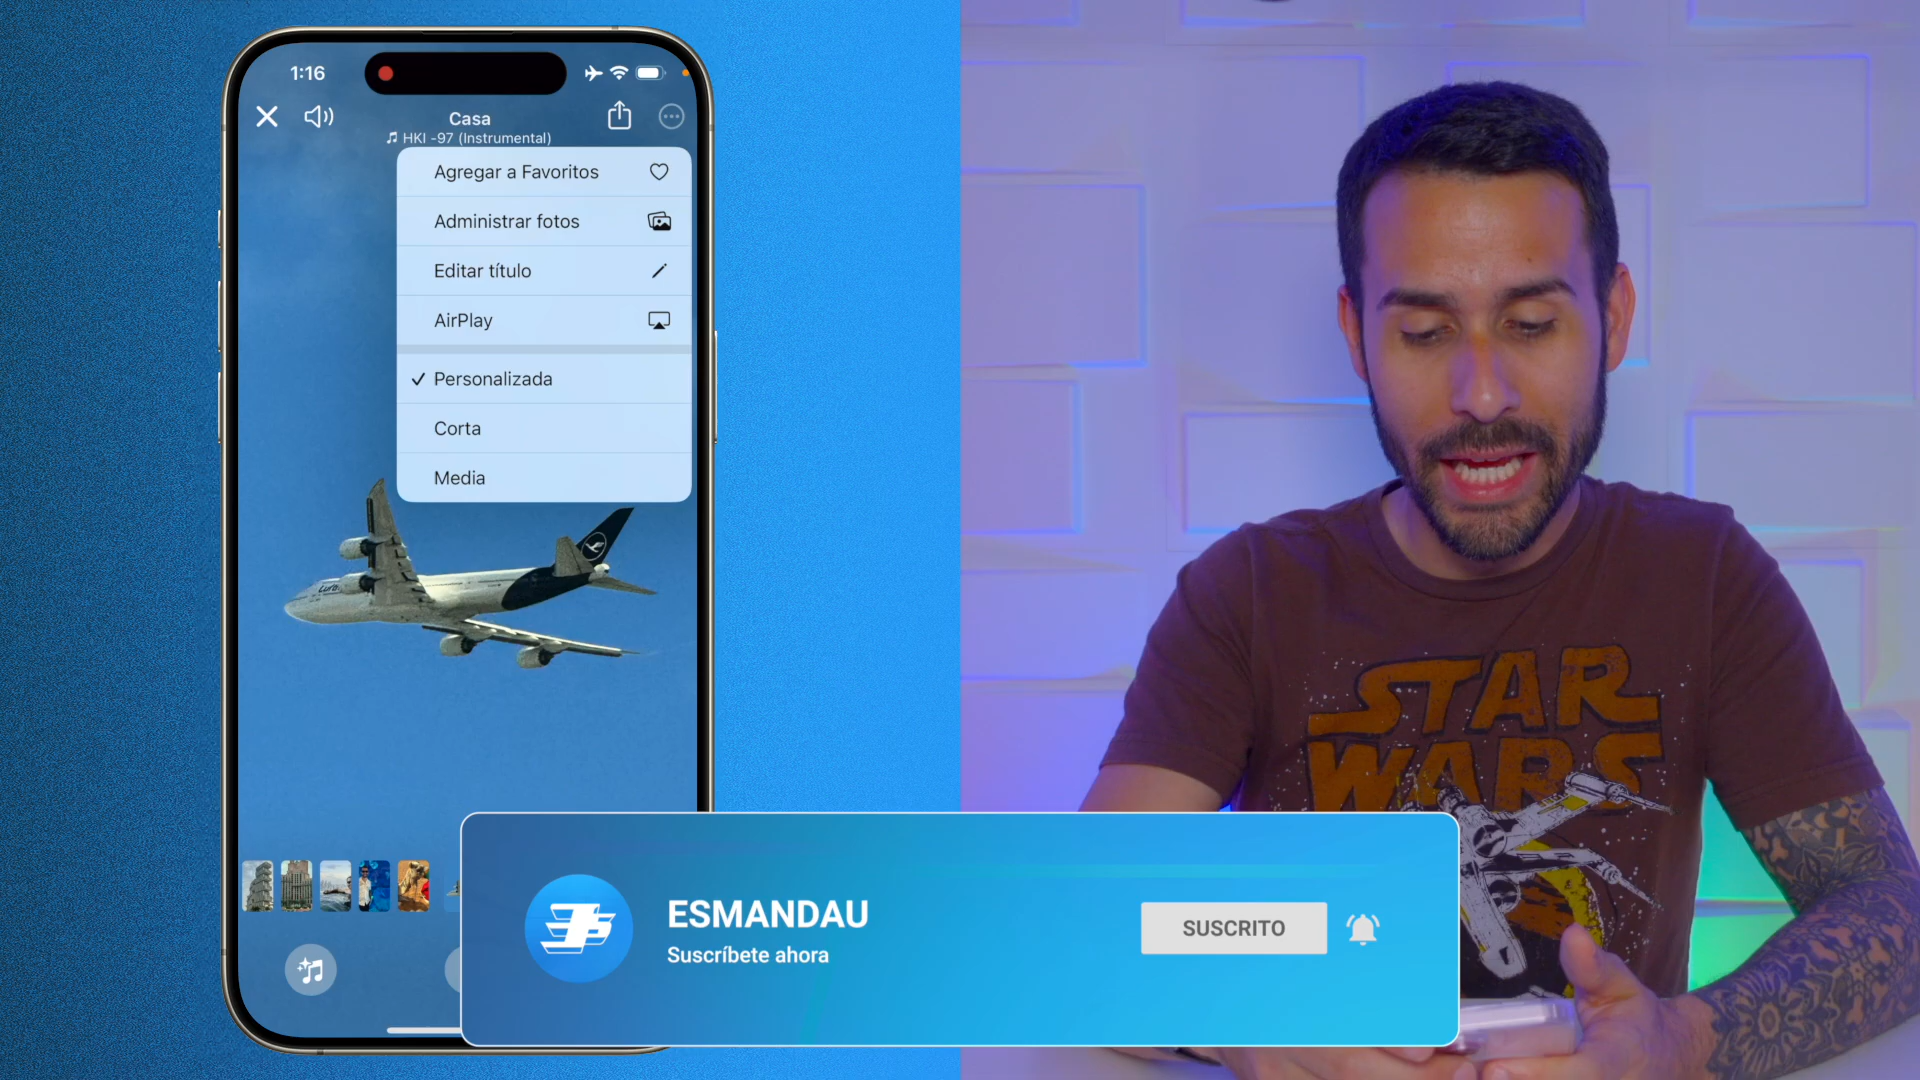 1:16
Casa
HKI -97 (Instrumental)
Agregar a Favoritos
Administrar fotos
Editar título
AirPlay
Personalizada
Corta
Media
STAR
WARS
ESMANDAU
Suscríbete ahora
SUSCRITO